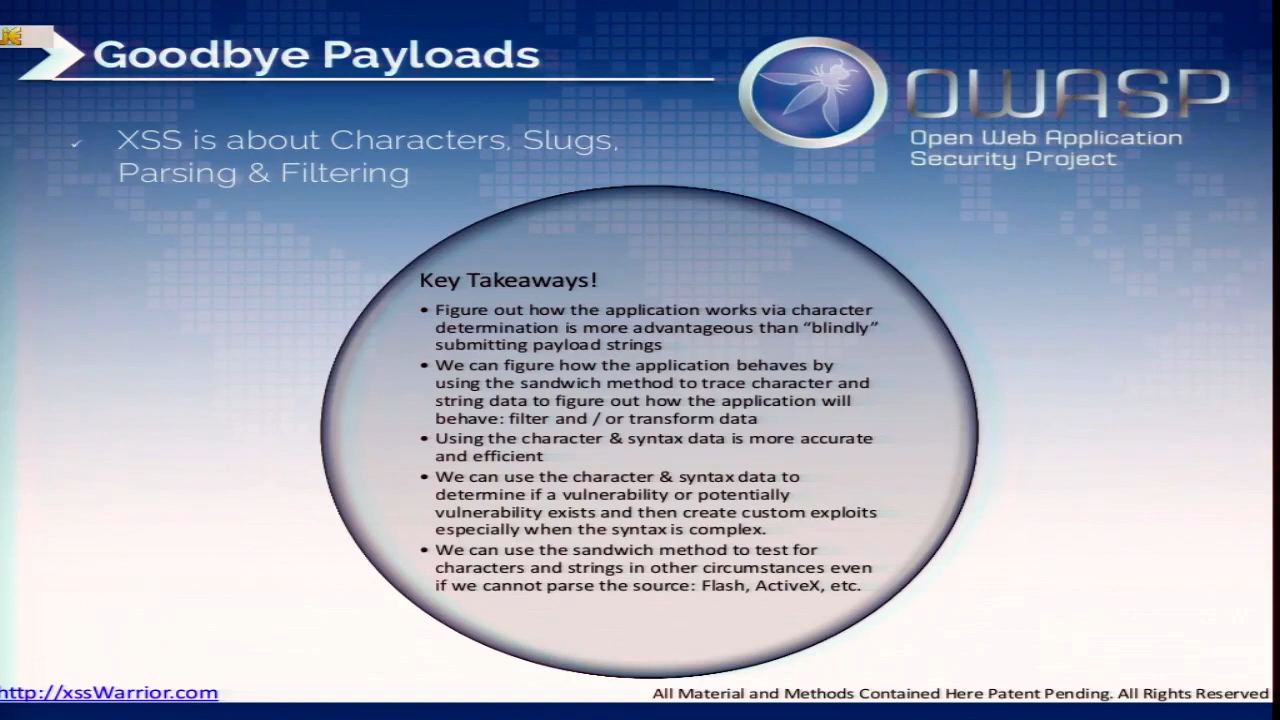 Goodbye Payloads
OWASP
Open Web Application
Security Project
XSS is about Characters, Slugs,
Parsing & Filtering
Key Takeaways!
• Figure out how the application works via character
determination is more advantageous than “blindly”
submitting payload strings
• We can figure how the application behaves by
using the sandwich method to trace character and
string data to figure out how the application will
behave: filter and / or transform data
• Using the character & syntax data is more accurate
and efficient
• We can use the character & syntax data to
determine if a vulnerability or potentially
vulnerability exists and then create custom exploits
especially when the syntax is complex.
• We can use the sandwich method to test for
characters and strings in other circumstances even
if we cannot parse the source: Flash, ActiveX, etc.
http://xssWarrior.com
All Material and Methods Contained Here Patent Pending. All Rights Reserved